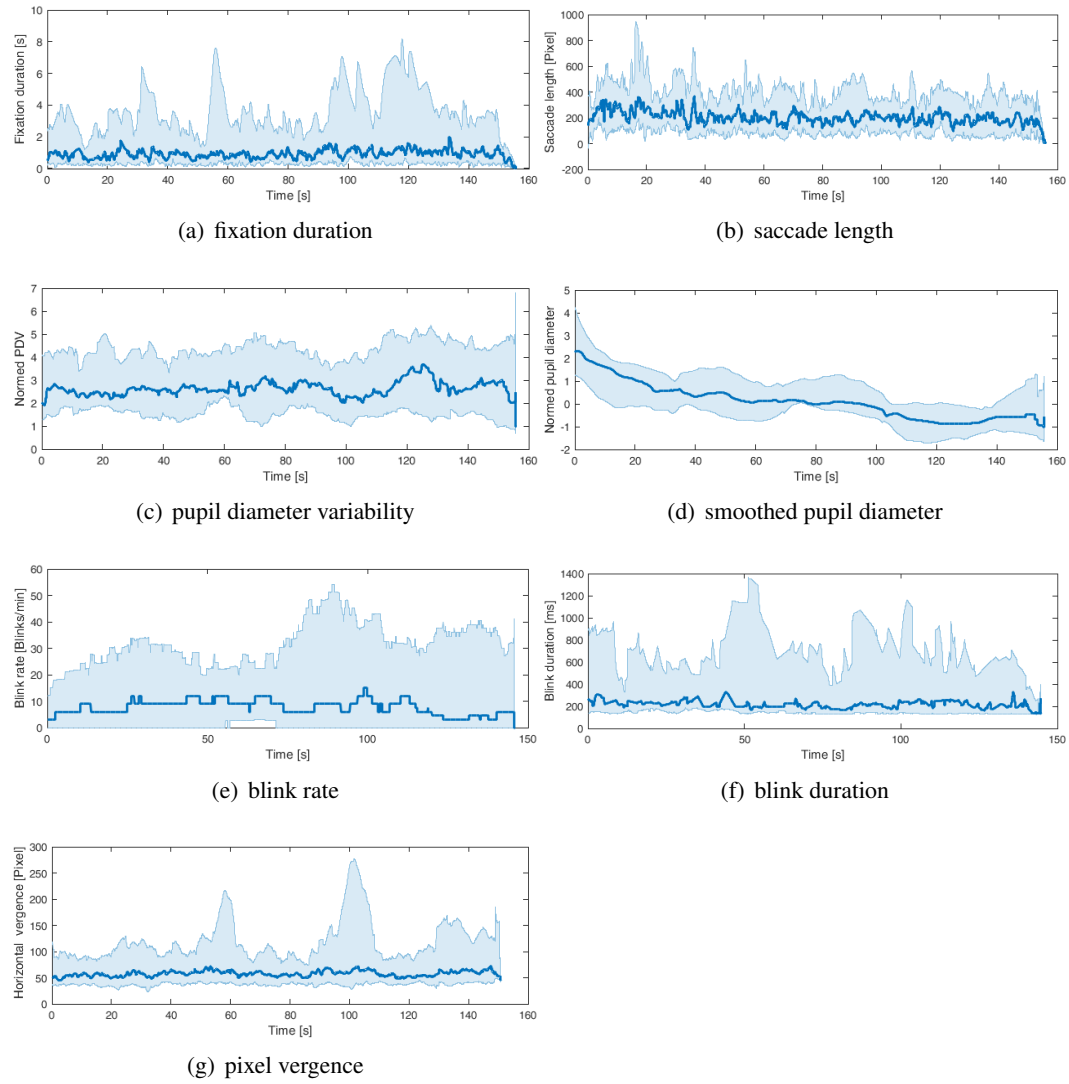 Fixation duration [s]
10
8
6
4
2
0
0 20 40 60 80 100 120 140 160
Time [s]
(a) fixation duration
Saccade length [Pixel]
1000
800
600
400
200
0
-200
0 20 40 60 80 100 120 140 160
Time [s]
(b) saccade length
Normed PDV
7
6
5
4
3
2
1
0
0 20 40 60 80 100 120 140 160
Time [s]
(c) pupil diameter variability
Normed pupil diameter
5
4
3
2
1
0
-1
-2
0 20 40 60 80 100 120 140 160
Time [s]
(d) smoothed pupil diameter
Blink rate [Blinks/min]
60
50
40
30
20
10
0
0 50 100 150
Time [s]
(e) blink rate
Blink duration [ms]
1400
1200
1000
800
600
400
200
0
0 50 100 150
Time [s]
(f) blink duration
Horizontal vergence [Pixel]
300
250
200
150
100
50
0
0 20 40 60 80 100 120 140 160
Time [s]
(g) pixel vergence